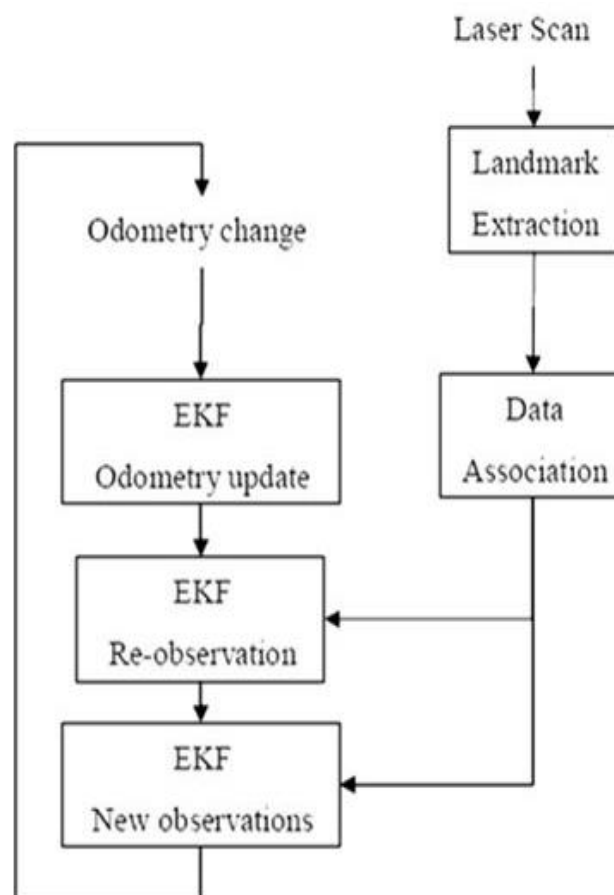 Laser Scan
Landmark
Extraction
Odometry change
EKF
Odometry update
Data
Association
EKF
Re-observation
EKF
New observations